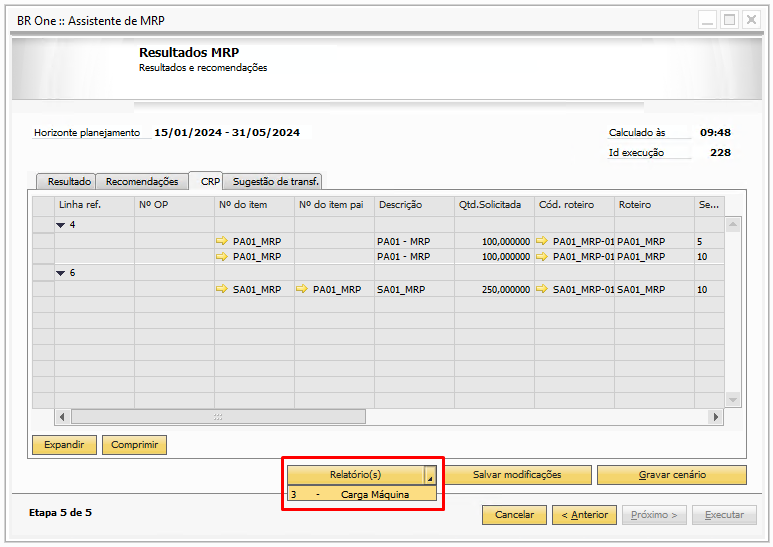 BR One :: Assistente de MRP
Resultados MRP
Resultados e recomendações
Horizonte planejamento 15/01/2024 - 31/05/2024 Calculado às 09:48
Id execução 228
Resultado Recomendações CRP Sugestão de transf.
Linha ref. Nº OP Nº do item Nº do item pai Descrição Qtd.Solicitada Cód. roteiro Roteiro Se...
4
PA01_MRP PA01 - MRP 100,000000 PA01_MRP-01 PA01_MRP 5
PA01_MRP PA01 - MRP 100,000000 PA01_MRP-01 PA01_MRP 10
6
SA01_MRP PA01_MRP SA01_MRP 250,000000 SA01_MRP-01 SA01_MRP 10
Expandir Comprimir
Relatório(s) Salvar modificações Gravar cenário
3 - Carga Máquina
Etapa 5 de 5 Cancelar < Anterior Próximo > Executar